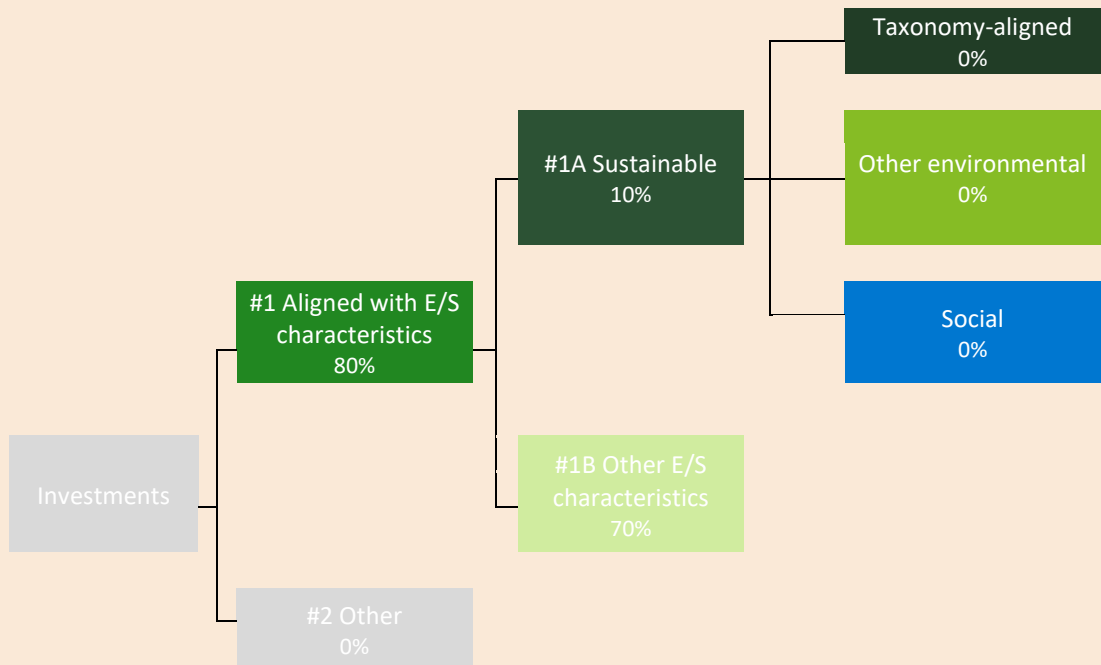 Taxonomy-aligned
0%
#1A Sustainable
10%
Other environmental
0%
#1 Aligned with E/S
characteristics
80%
Social
0%
Investments
#1B Other E/S
characteristics
70%
#2 Other
0%